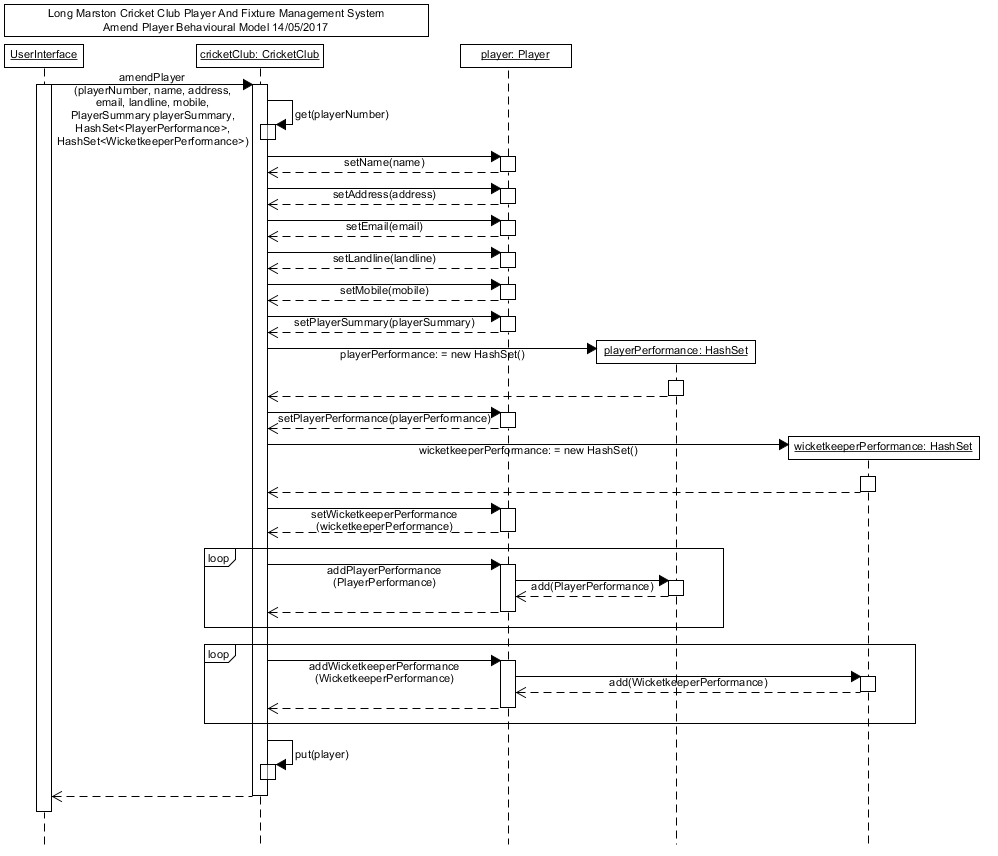 Long Marston Cricket Club Player And Fixture Management System
Amend Player Behavioural Model 14/05/2017
UserInterface
cricketClub: CricketClub
player: Player
amendPlayer
(playerNumber, name, address,
email, landline, mobile,
PlayerSummary playerSummary,
HashSet<PlayerPerformance>,
HashSet<WicketkeeperPerformance>)
get(playerNumber)
setName(name)
setAddress(address)
setEmail(email)
setLandline(landline)
setMobile(mobile)
setPlayerSummary(playerSummary)
playerPerformance: = new HashSet()
playerPerformance: HashSet
setPlayerPerformance(playerPerformance)
wicketkeeperPerformance: = new HashSet()
wicketkeeperPerformance: HashSet
setWicketkeeperPerformance
(wicketkeeperPerformance)
loop
addPlayerPerformance
(PlayerPerformance)
add(PlayerPerformance)
loop
addWicketkeeperPerformance
(WicketkeeperPerformance)
add(WicketkeeperPerformance)
put(player)